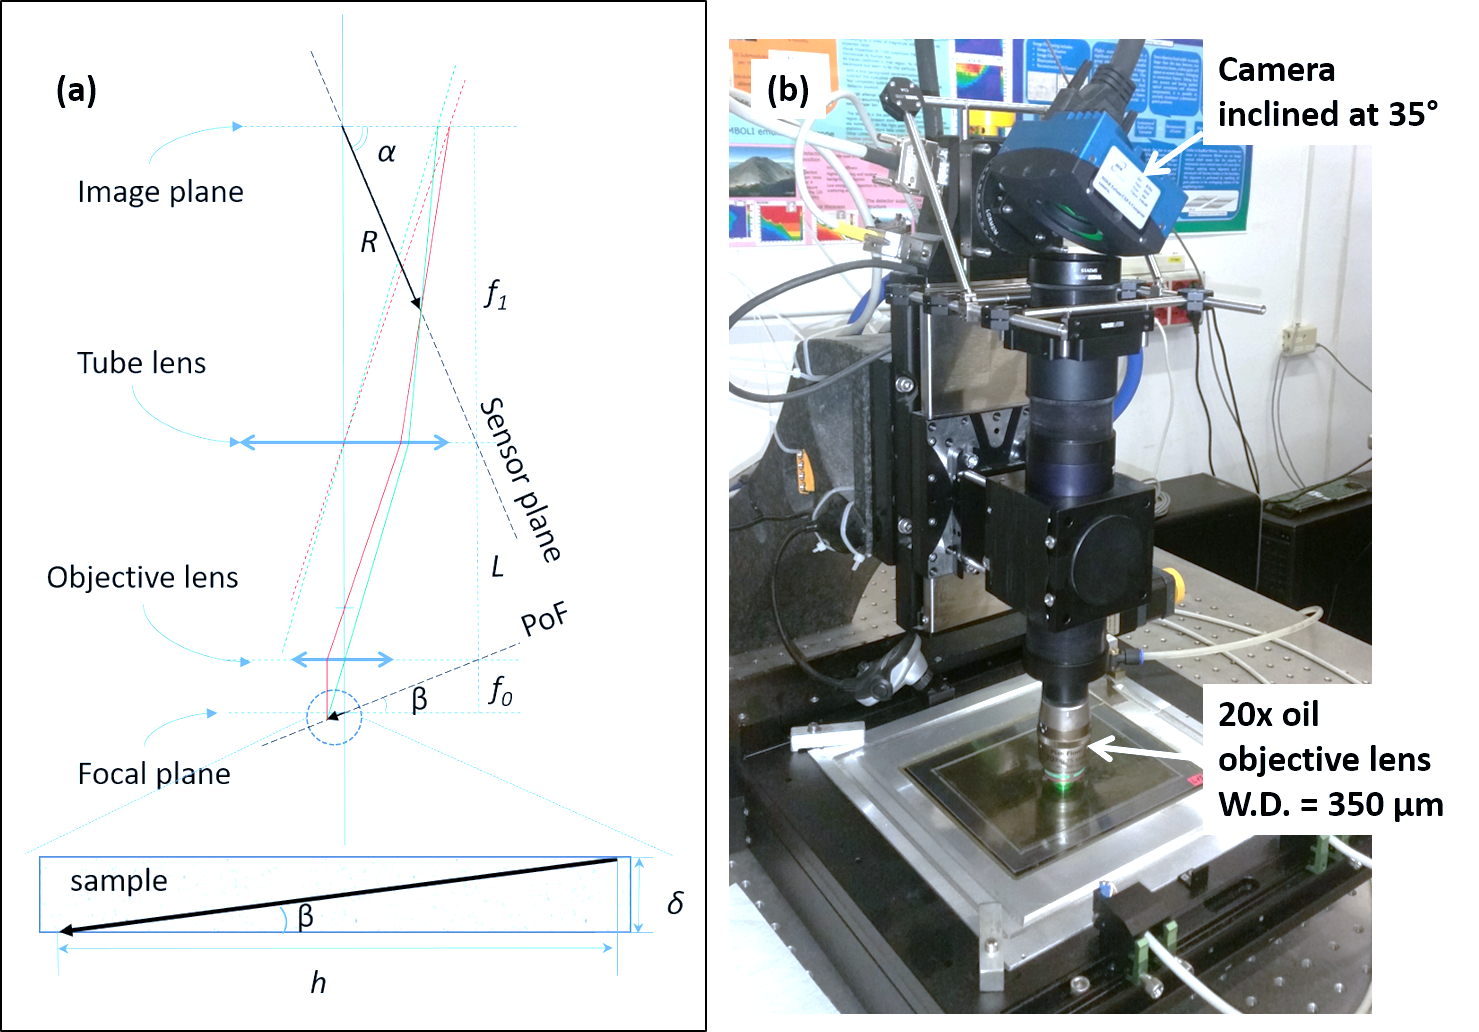 (a)
α
Image plane
R
f1
Tube lens
Sensor plane
Objective lens
L
PoF
β
f0
Focal plane
sample
β
δ
h
(b)
Camera
inclined at 35°
20x oil
objective lens
W.D. = 350 µm